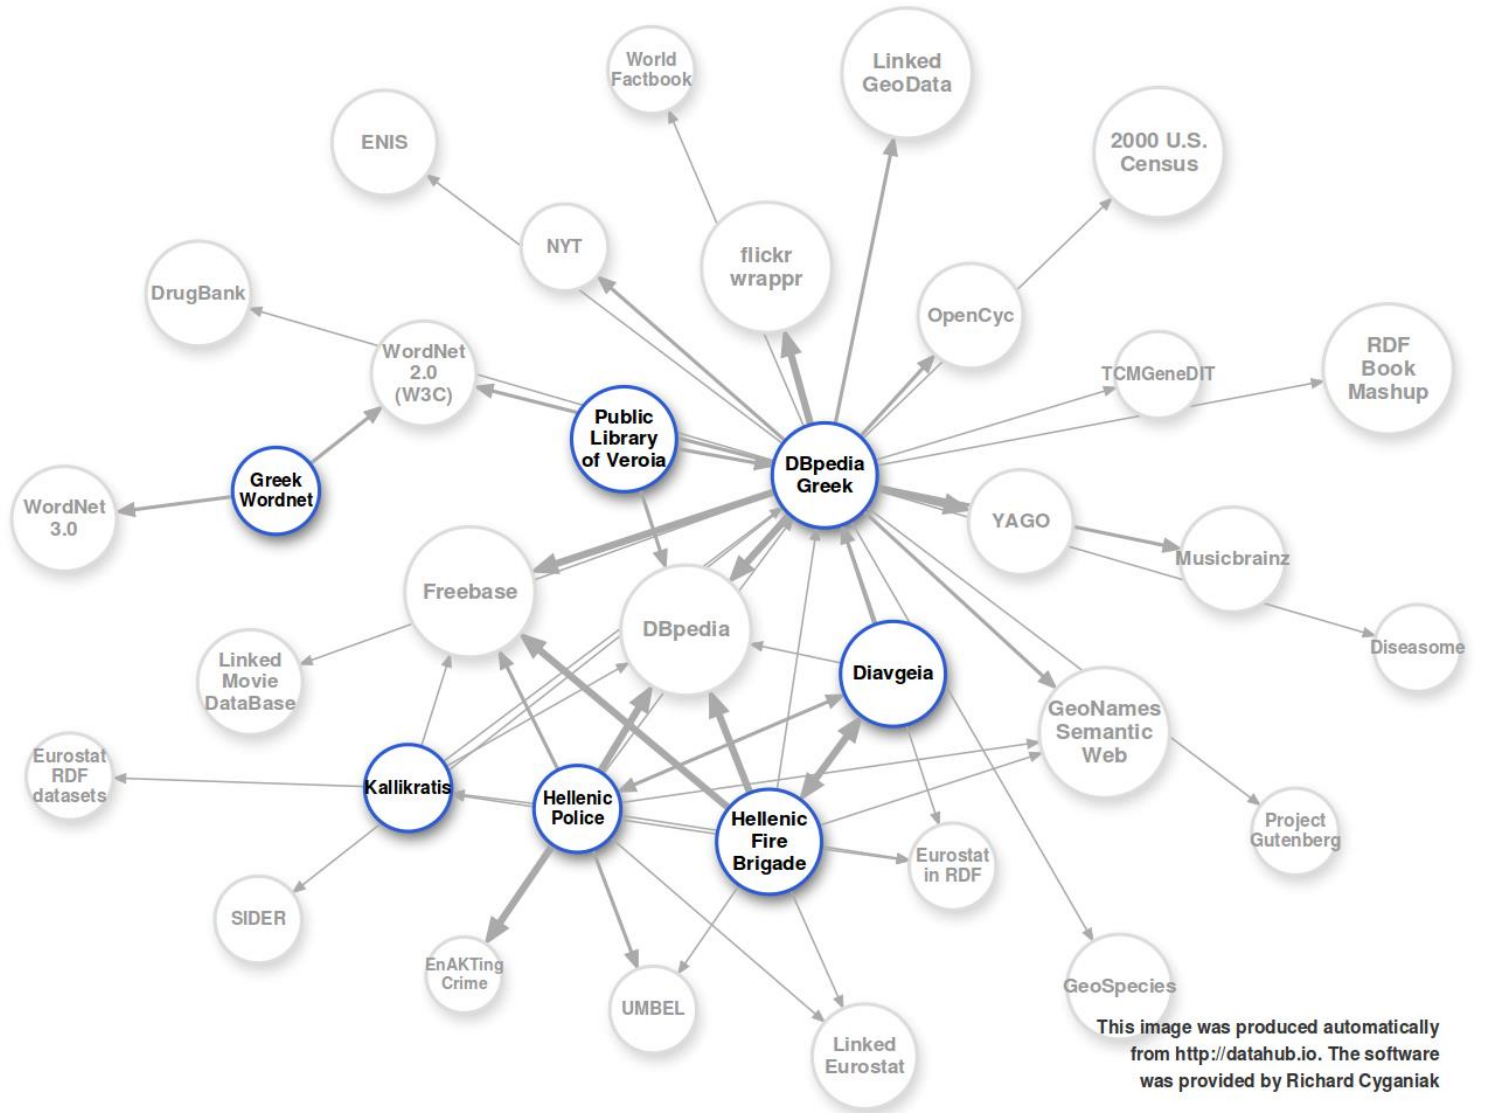 World
Factbook
Linked
GeoData
ENIS
2000 U.S.
Census
NYT
flickr
wrappr
DrugBank
OpenCyc
WordNet
2.0
(W3C)
TCMGeneDIT
RDF
Book
Mashup
Public
Library
of Veroia
DBpedia
Greek
Greek
Wordnet
WordNet
3.0
YAGO
Musicbrainz
Freebase
DBpedia
Diseasome
Linked
Movie
DataBase
Diavgeia
GeoNames
Semantic
Web
Eurostat
RDF
datasets
Kallikratis
Hellenic
Police
Hellenic
Fire
Brigade
Eurostat
in RDF
Project
Gutenberg
SIDER
EnAKTing
Crime
UMBEL
Linked
Eurostat
GeoSpecies
This image was produced automatically
from http://datahub.io. The software
was provided by Richard Cyganiak